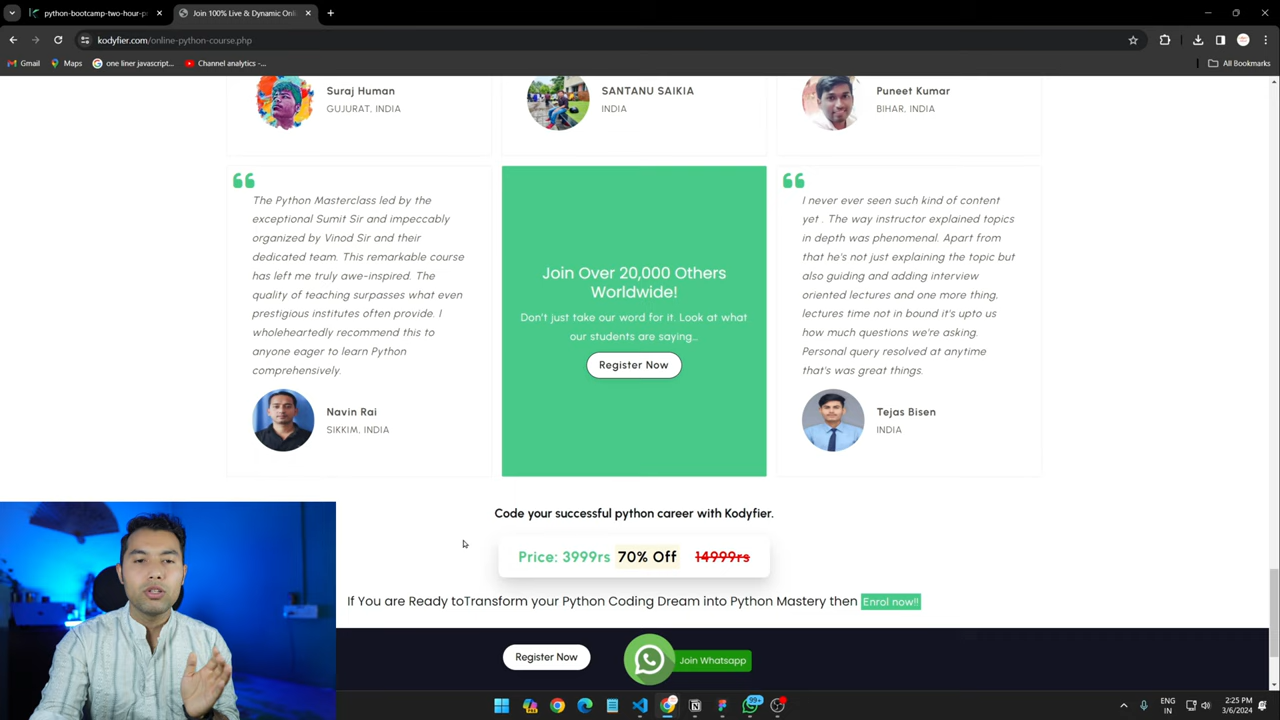 python-bootcamp-two-hour-p
Join 100% Live & Dynamic Onli
kodyfier.com/online-python-course.php
Gmail
Maps
one liner javascript...
Channel analytics -...
All Bookmarks
Suraj Human
GUJURAT, INDIA
SANTANU SAIKIA
INDIA
Puneet Kumar
BIHAR, INDIA
The Python Masterclass led by the
exceptional Sumit Sir and impeccably
organized by Vinod Sir and their
dedicated team. This remarkable course
has left me truly awe-inspired. The
quality of teaching surpasses what even
prestigious institutes often provide. I
wholeheartedly recommend this to
anyone eager to learn Python
comprehensively.
Navin Rai
SIKKIM, INDIA
Join Over 20,000 Others
Worldwide!
Don't just take our word for it. Look at what
our students are saying...
Register Now
I never ever seen such kind of content
yet . The way instructor explained topics
in depth was phenomenal. Apart from
that he's not just explaining the topic but
also guiding and adding interview
oriented lectures and one more thing,
lectures time not in bound it's upto us
how much questions we're asking.
Personal query resolved at anytime
that's was great things.
Tejas Bisen
INDIA
Code your successful python career with Kodyfier.
Price: 3999rs 70% Off 14999rs
If You are Ready toTransform your Python Coding Dream into Python Mastery then Enrol now!!
Register Now
Join Whatsapp
99+
ENG
IN
2:25 PM
3/6/2024